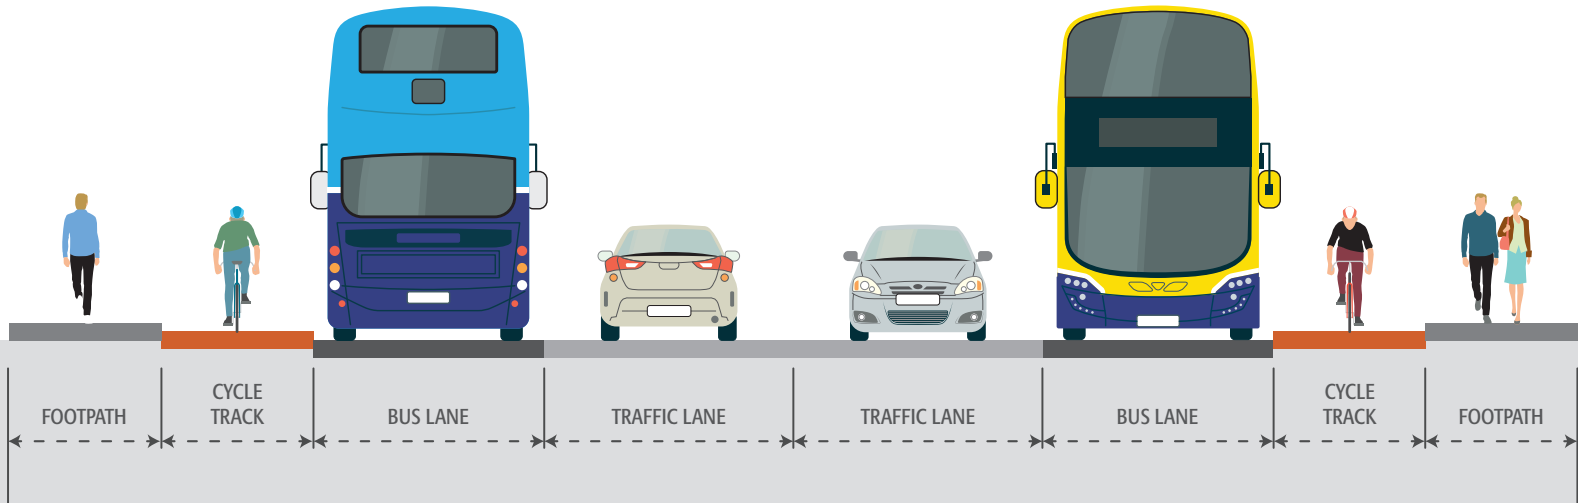 FOOTPATH
CYCLE
TRACK
BUS LANE
TRAFFIC LANE
TRAFFIC LANE
BUS LANE
CYCLE
TRACK
FOOTPATH